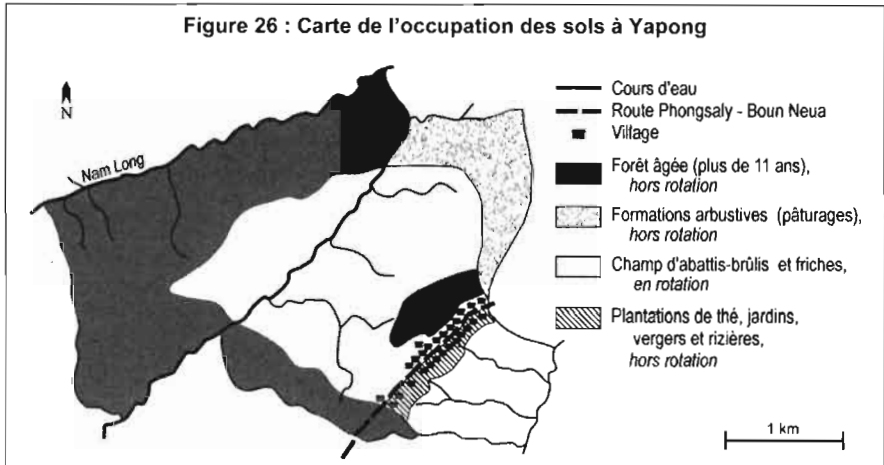 Figure 26 : Carte de l'occupation des sols à Yapong
N
Nam Long
Cours d'eau
Route Phongsaly - Boun Neua
Village
Forêt âgée (plus de 11 ans),
hors rotation
Formations arbustives (pâturages),
hors rotation
Champ d'abattis-brûlis et friches,
en rotation
Plantations de thé, jardins,
vergers et rizières,
hors rotation
1 km